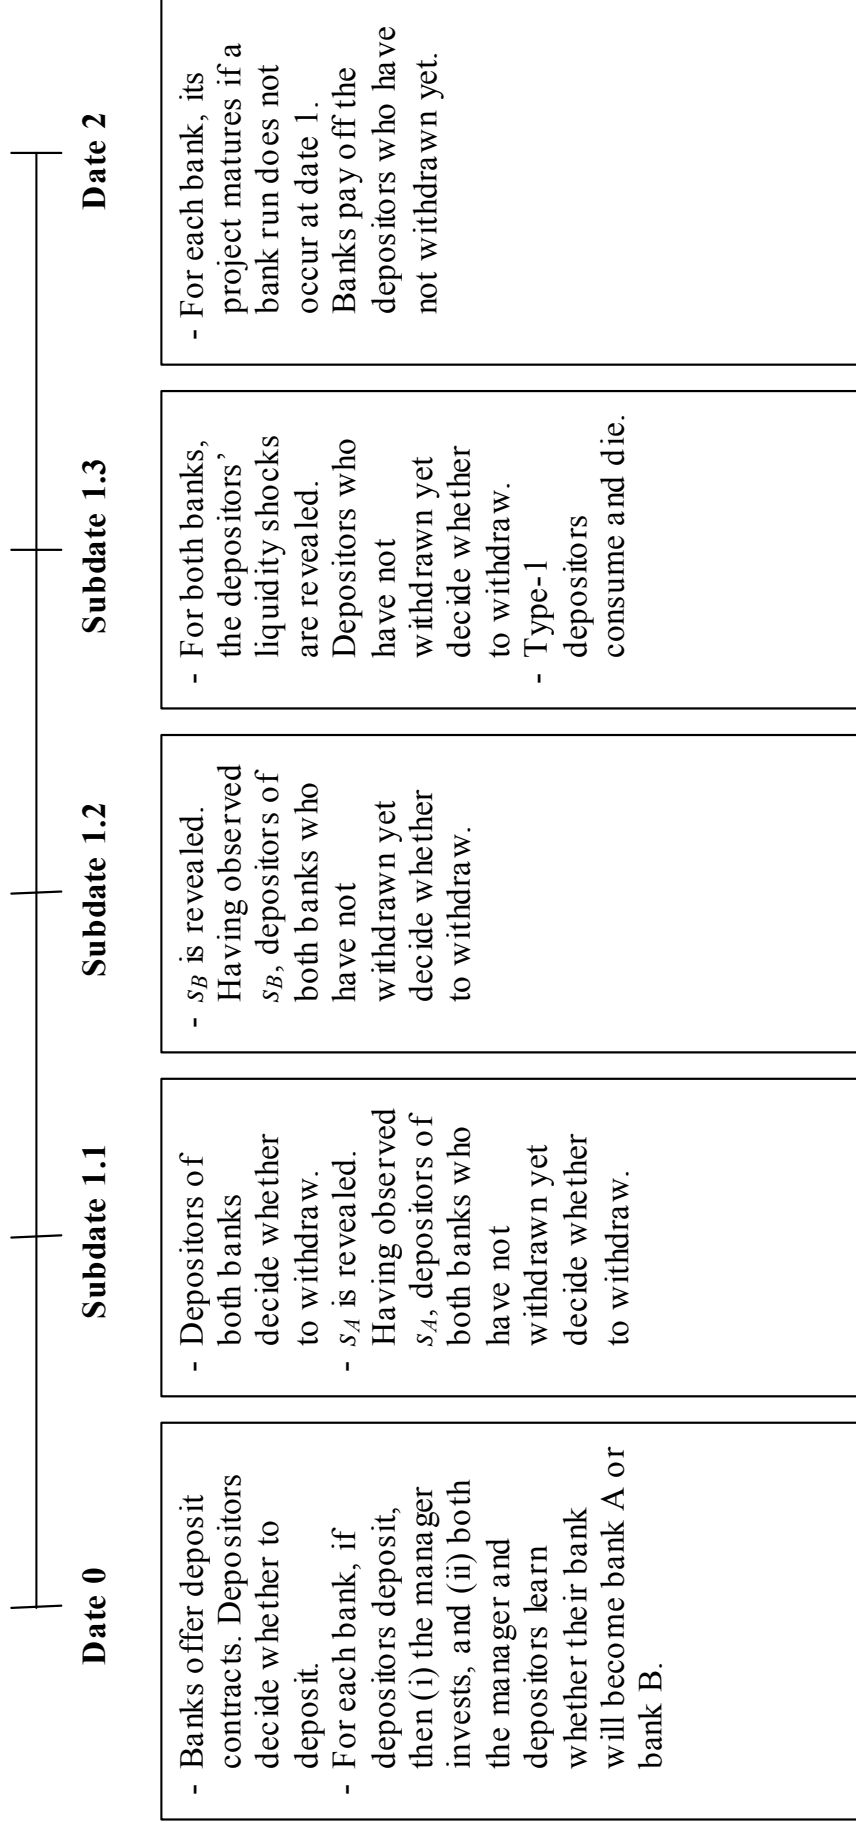 Date 0
Subdate 1.1
Subdate 1.2
Subdate 1.3
Date 2
- Banks offer deposit
contracts. Depositors
decide whether to
deposit.
- For each bank, if
depositors deposit,
then (i) the manager
invests, and (ii) both
the manager and
depositors learn
whether their bank
will become bank A or
bank B.
- Depositors of
both banks
decide whether
to withdraw.
- s_A is revealed.
Having observed
s_A, depositors of
both banks who
have not
withdrawn yet
decide whether
to withdraw.
- s_B is revealed.
Having observed
s_B, depositors of
both banks who
have not
withdrawn yet
decide whether
to withdraw.
- For both banks,
the depositors’
liquidity shocks
are revealed.
Depositors who
have not
withdrawn yet
decide whether
to withdraw.
- Type-1
depositors
consume and die.
- For each bank, its
project matures if a
bank run does not
occur at date 1.
Banks pay off the
depositors who have
not withdrawn yet.